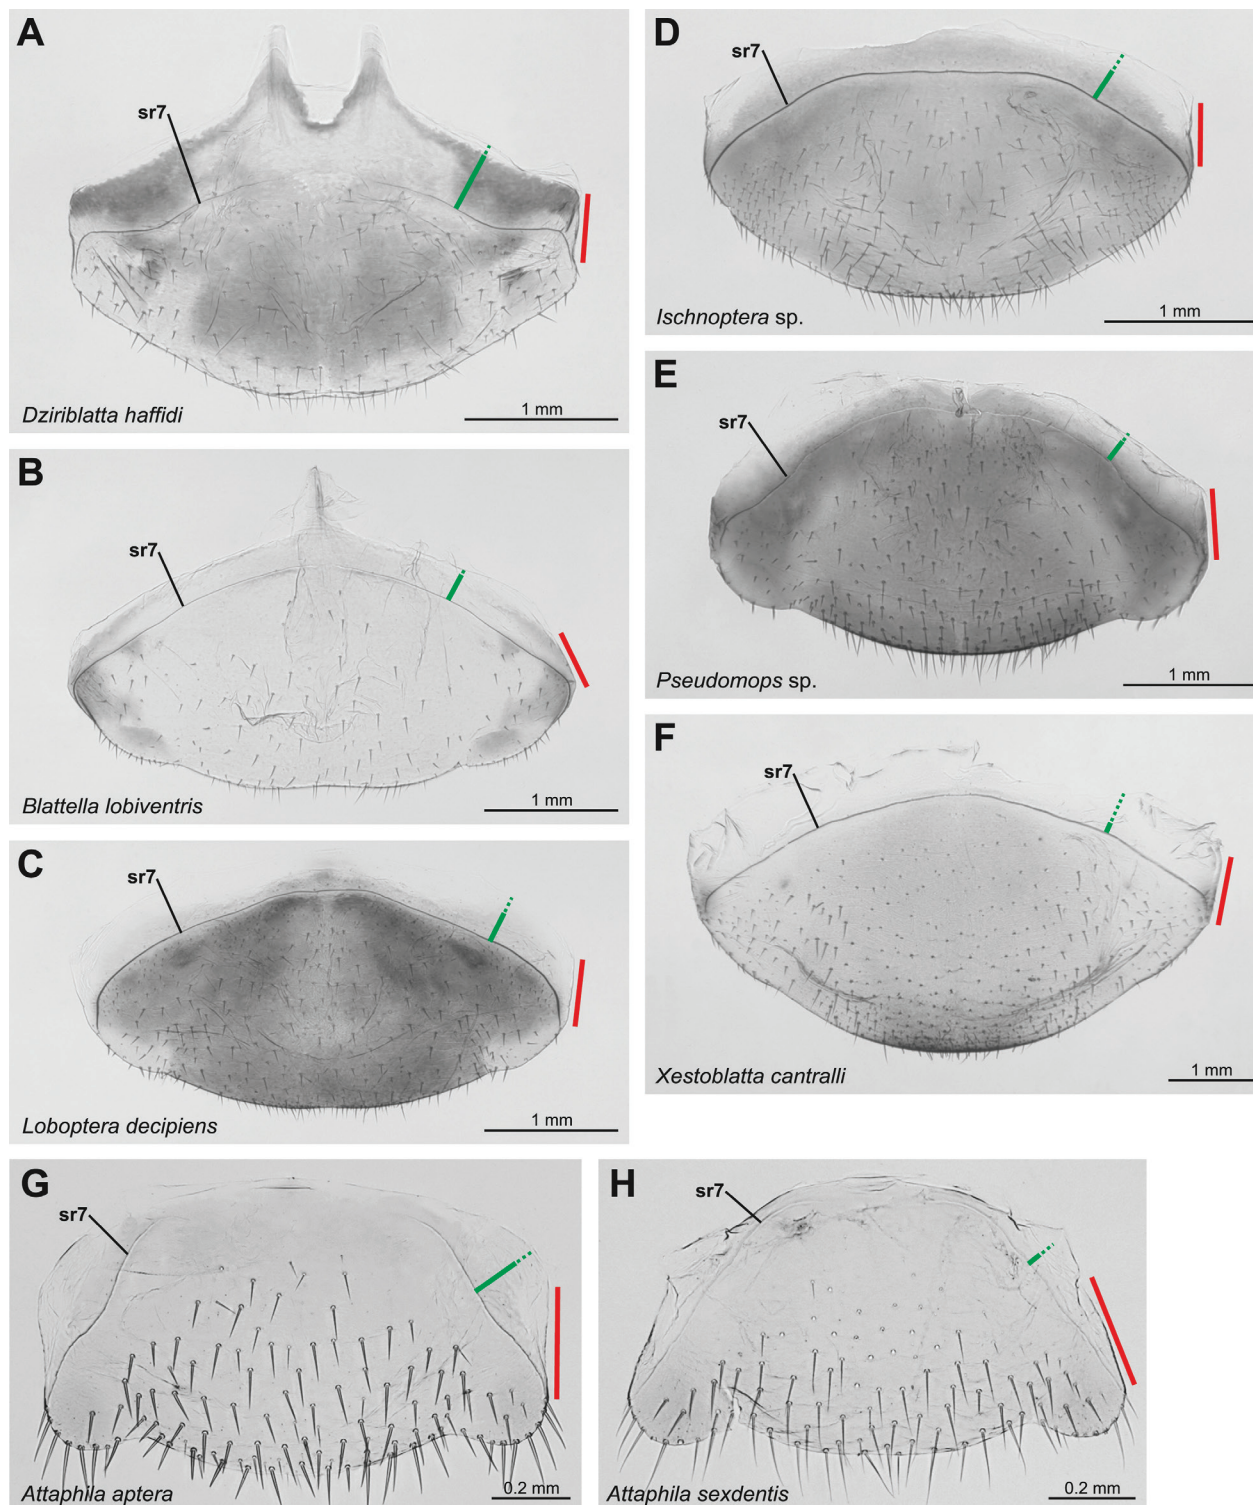 A
sr7
Dziriblatta haffidi
1 mm
B
sr7
Blattella lobiventris
1 mm
C
sr7
Loboptera decipiens
1 mm
D
sr7
Ischnoptera sp.
1 mm
E
sr7
Pseudomops sp.
1 mm
F
sr7
Xestoblatta cantralli
1 mm
G
sr7
Attaphila aptera
0.2 mm
H
sr7
Attaphila sexdentis
0.2 mm